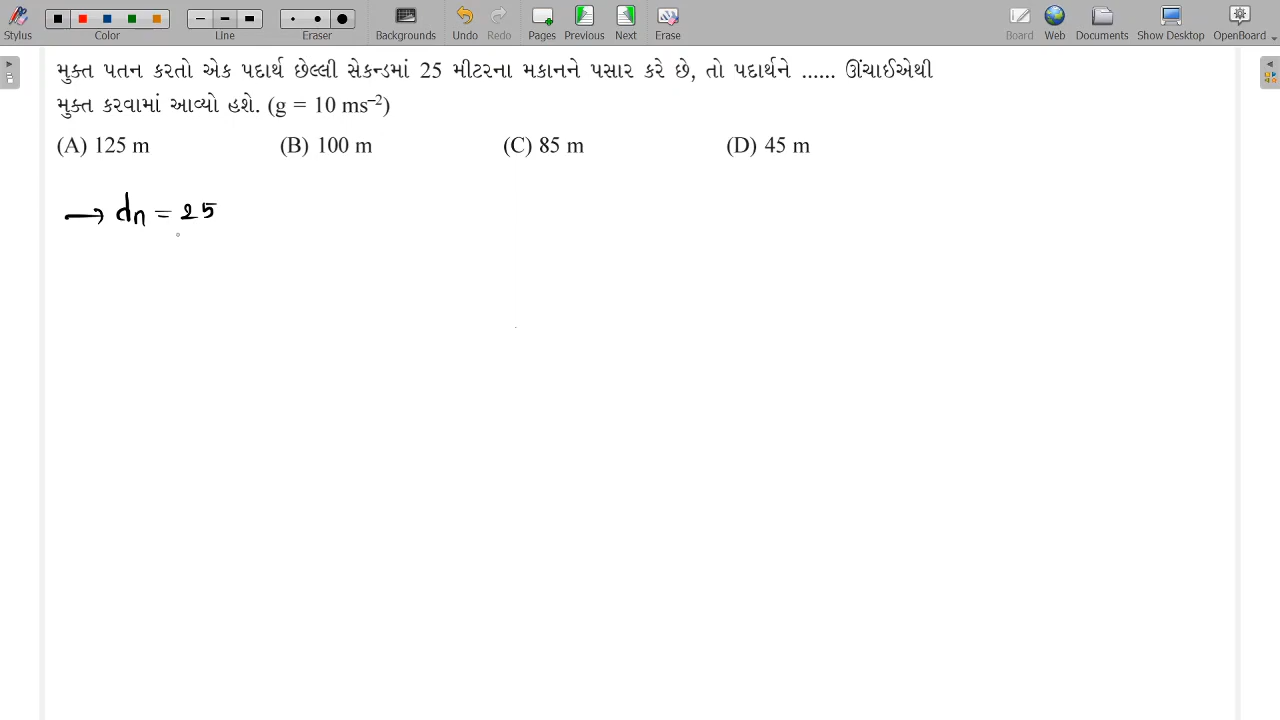 Stylus Color Line Eraser Backgrounds Undo Redo Pages Previous Next Erase Board Web Documents Show Desktop OpenBoard
મુક્ત પતન કરતો એક પદાર્થ છેલ્લી સેકન્ડમાં 25 મીટરના મકાનને પસાર કરે છે, તો પદાર્થને ...... ઊંચાઈએથી
મુક્ત કરવામાં આવ્યો હશે. (g = 10 ms⁻²)
(A) 125 m (B) 100 m (C) 85 m (D) 45 m
→ dn = 25